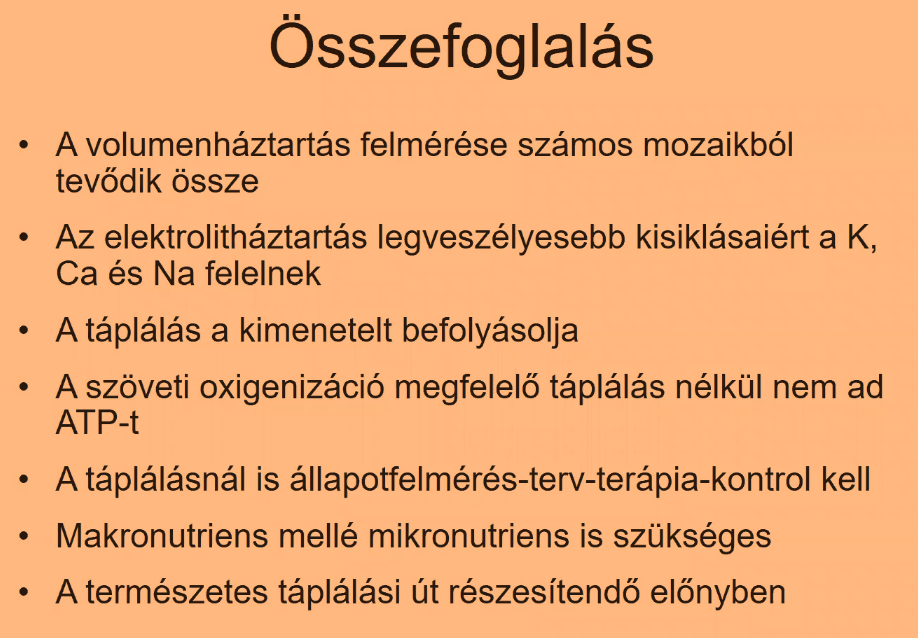 Összefoglalás
• A volumenháztartás felmérése számos mozaikból
tevődik össze
• Az elektrolitháztartás legveszélyesebb kisiklásaiért a K,
Ca és Na felelnek
• A táplálás a kimenetelt befolyásolja
• A szöveti oxigenizáció megfelelő táplálás nélkül nem ad
ATP-t
• A táplálásnál is állapotfelmérés-terv-terápia-kontrol kell
• Makronutriens mellé mikronutriens is szükséges
• A természetes táplálási út részesítendő előnyben